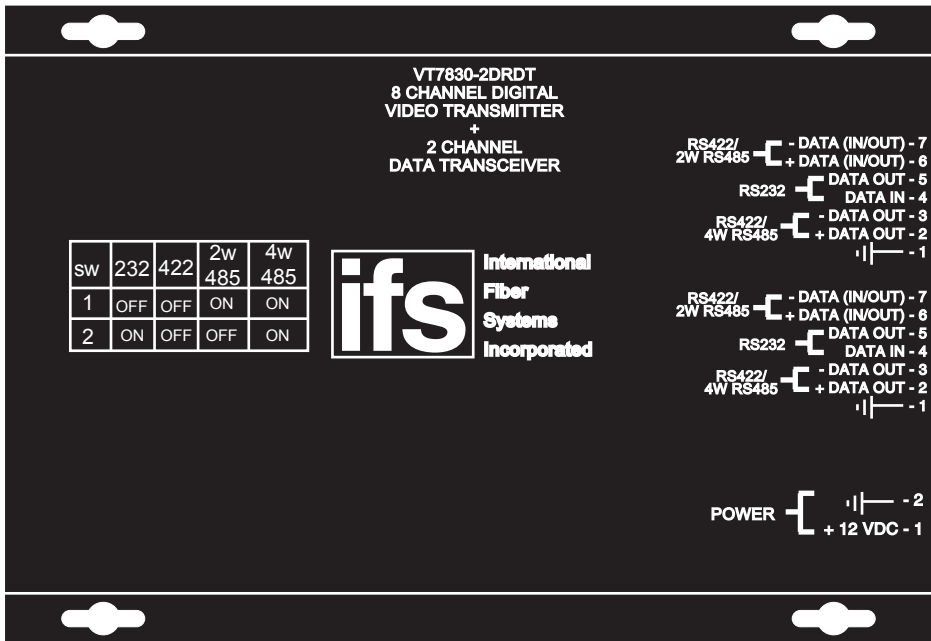 VT7830-2DRDT
8 CHANNEL DIGITAL
VIDEO TRANSMITTER
+
2 CHANNEL
DATA TRANSCEIVER
RS422/
2W RS485
- DATA (IN/OUT) - 7
+ DATA (IN/OUT) - 6
RS232
DATA OUT - 5
DATA IN - 4
RS422/
4W RS485
- DATA OUT - 3
+ DATA OUT - 2
- 1
sw 232 422 2w 485 4w 485
1 OFF OFF ON ON
2 ON OFF OFF ON
ifs
International
Fiber
Systems
Incorporated
RS422/
2W RS485
- DATA (IN/OUT) - 7
+ DATA (IN/OUT) - 6
RS232
DATA OUT - 5
DATA IN - 4
RS422/
4W RS485
- DATA OUT - 3
+ DATA OUT - 2
- 1
POWER
- 2
+ 12 VDC - 1